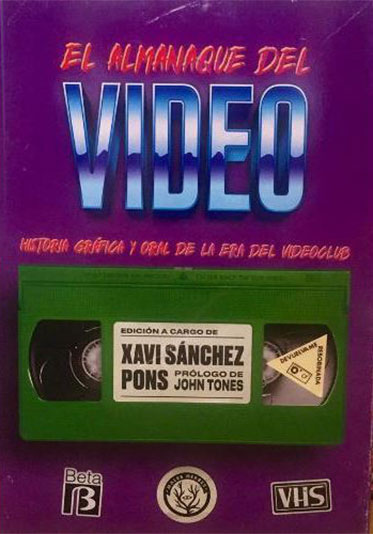 EL ALMANAQUE DEL
VIDEO
HISTORIA GRÁFICA Y ORAL DE LA ERA DEL VIDEOCLUB
EDICIÓN A CARGO DE
XAVI SÁNCHEZ
PONS PRÓLOGO DE
JOHN TONES
DEVUELVAME
REBOBINADA
Beta
VHS